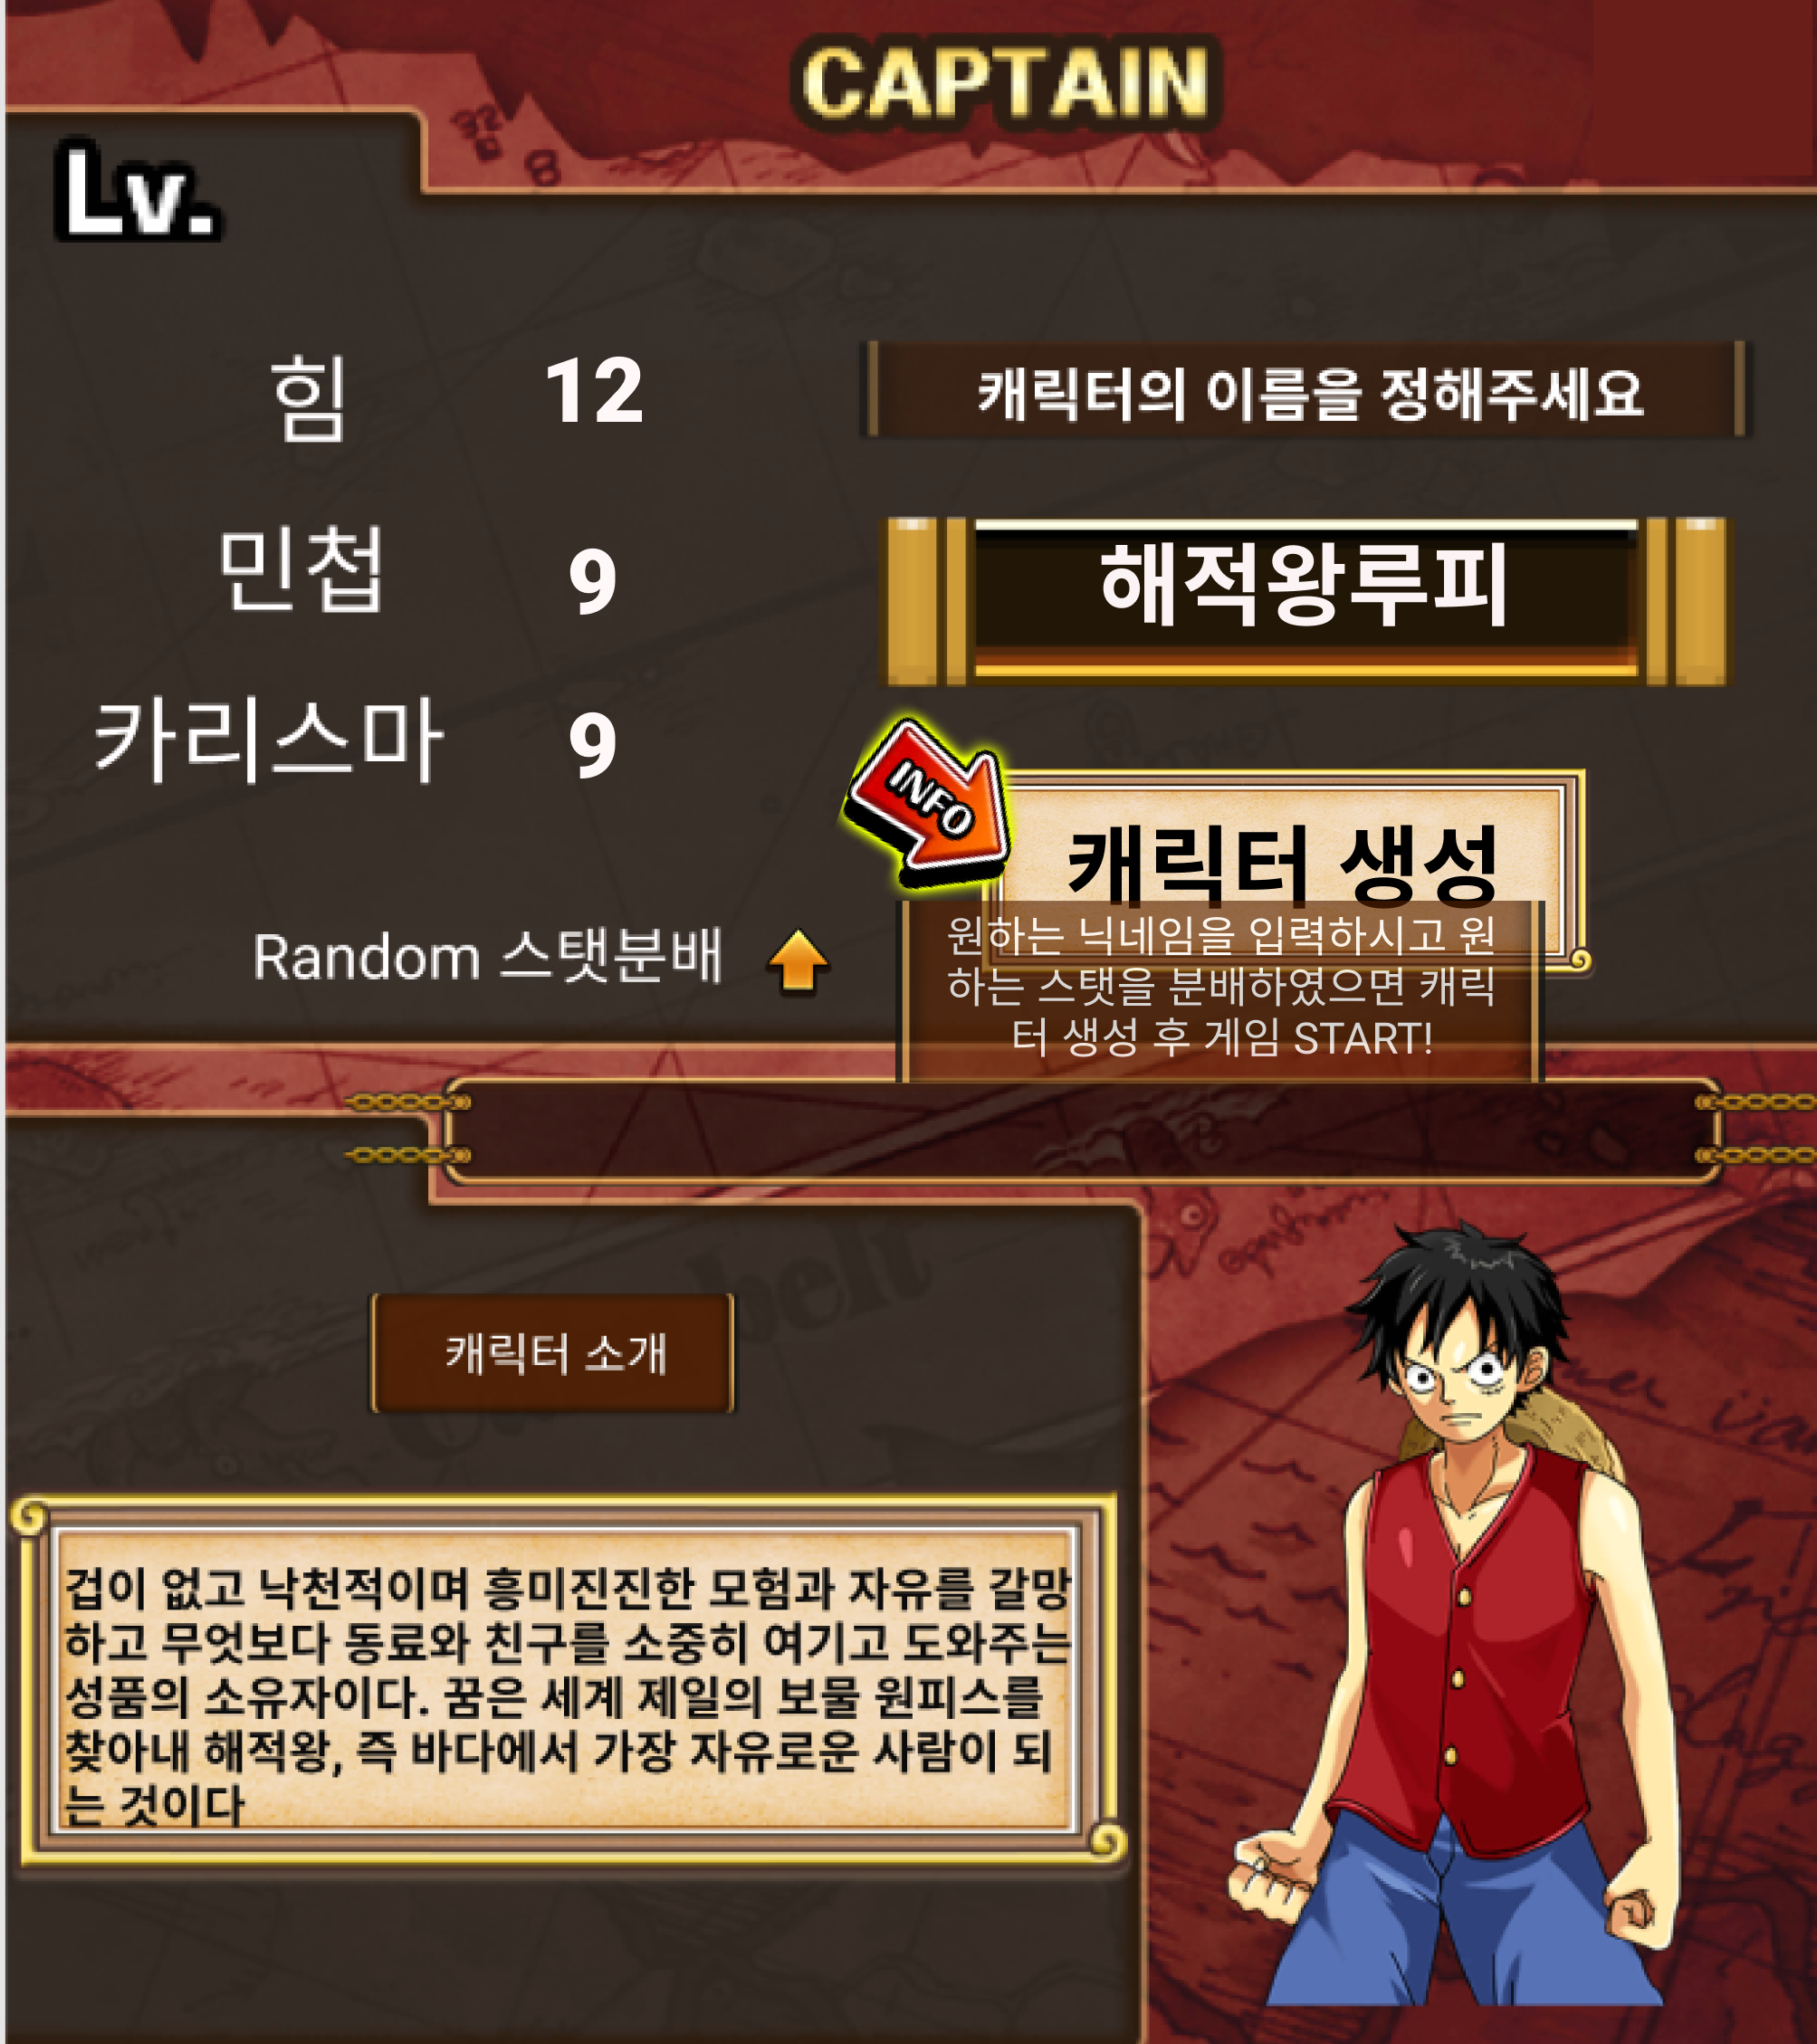 CAPTAIN
Lv.
힘 12
민첩 9
카리스마 9
Random 스탯분배
캐릭터의 이름을 정해주세요
해적왕루피
INFO
캐릭터 생성
원하는 닉네임을 입력하시고 원
하는 스탯을 분배하였으면 캐릭
터 생성 후 게임 START!
캐릭터 소개
겁이 없고 낙천적이며 흥미진진한 모험과 자유를 갈망
하고 무엇보다 동료와 친구를 소중히 여기고 도와주는
성품의 소유자이다. 꿈은 세계 제일의 보물 원피스를
찾아내 해적왕, 즉 바다에서 가장 자유로운 사람이 되
는 것이다